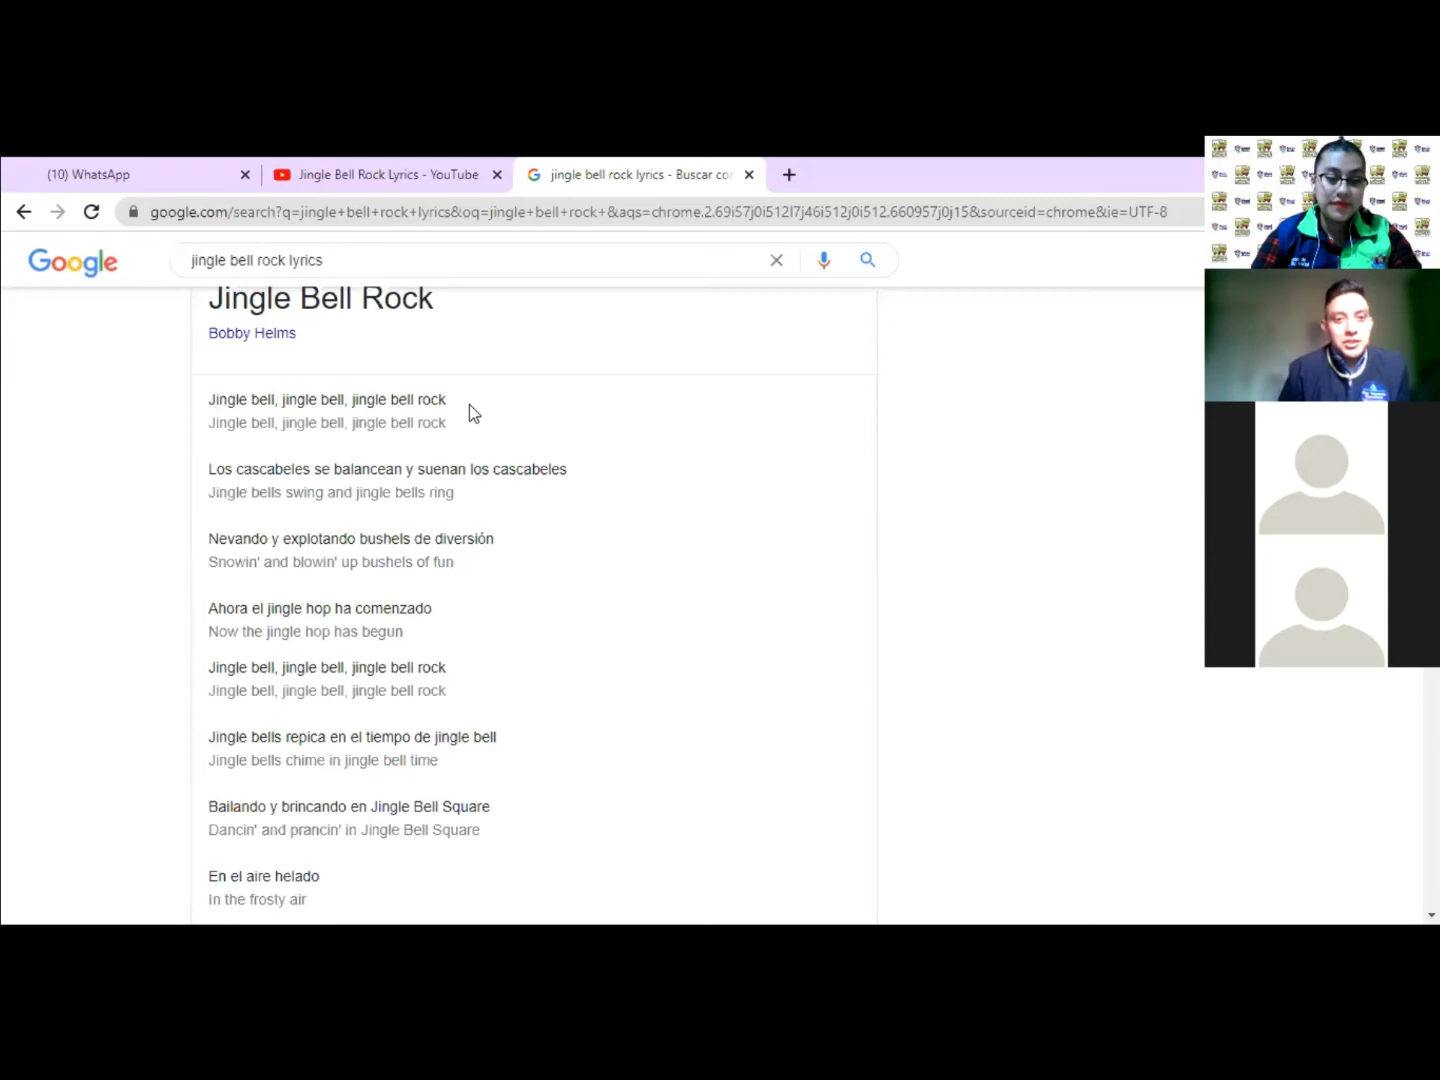 (10) WhatsApp
Jingle Bell Rock Lyrics - YouTube
jingle bell rock lyrics - Buscar cor
google.com/search?q=jingle+bell+rock+lyrics&oq=jingle+bell+rock+&aqs=chrome.2.69i57j0i512l7j46i512j0i512.660957j0j15&sourceid=chrome&ie=UTF-8
Google
jingle bell rock lyrics
Jingle Bell Rock
Bobby Helms
Jingle bell, jingle bell, jingle bell rock
Jingle bell, jingle bell, jingle bell rock
Los cascabeles se balancean y suenan los cascabeles
Jingle bells swing and jingle bells ring
Nevando y explotando bushels de diversión
Snowin' and blowin' up bushels of fun
Ahora el jingle hop ha comenzado
Now the jingle hop has begun
Jingle bell, jingle bell, jingle bell rock
Jingle bell, jingle bell, jingle bell rock
Jingle bells repica en el tiempo de jingle bell
Jingle bells chime in jingle bell time
Bailando y brincando en Jingle Bell Square
Dancin' and prancin' in Jingle Bell Square
En el aire helado
In the frosty air